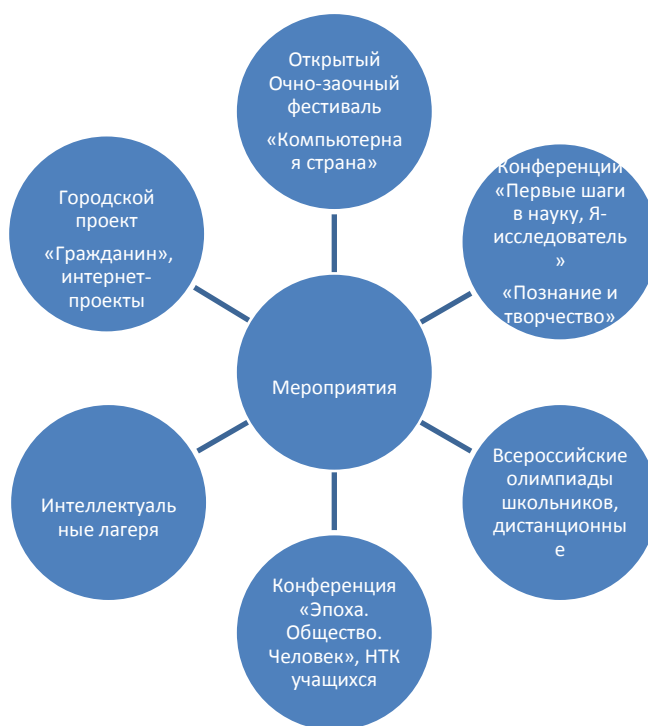 Открытый
Очно-заочный
фестиваль
«Компьютерна
я страна»
Конференции
«Первые шаги
в науку, Я-
исследователь
»
«Познание и
творчество»
Всероссийские
олимпиады
школьников,
дистанционны
е
Конференция
«Эпоха.
Общество.
Человек», НТК
учащихся
Интеллектуаль
ные лагеря
Городской
проект
«Гражданин»,
интернет-
проекты
Мероприятия